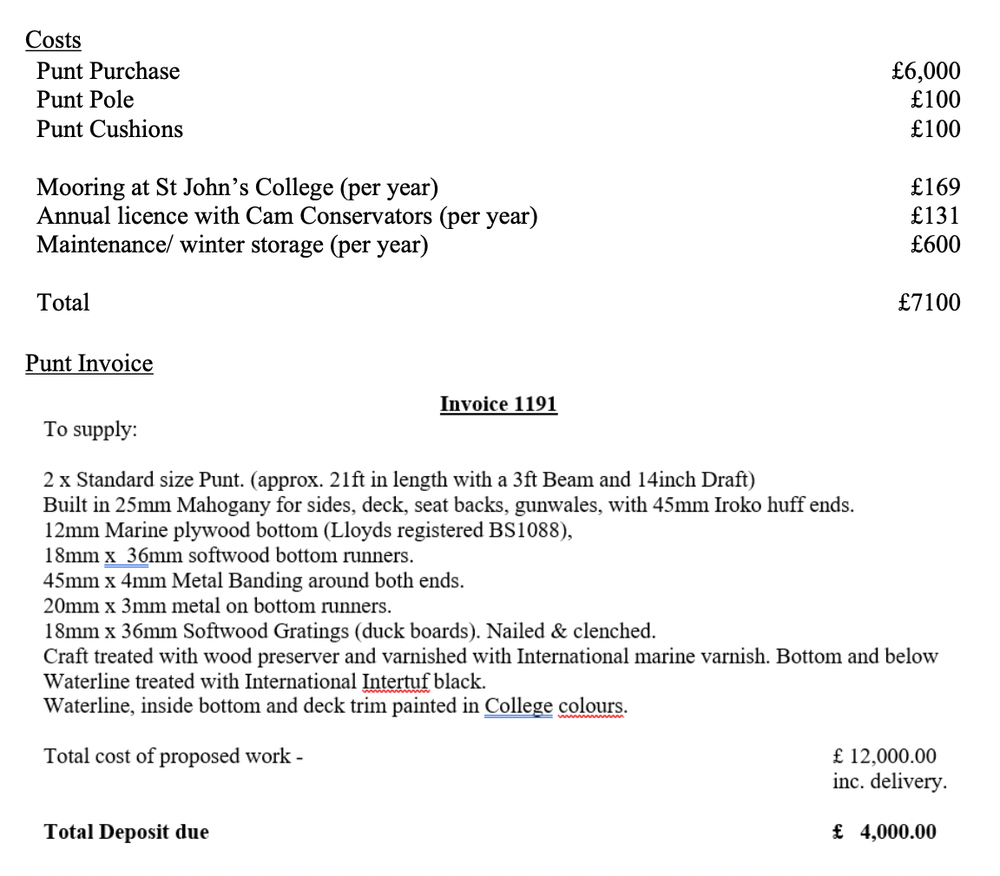 Costs
Punt Purchase £6,000
Punt Pole £100
Punt Cushions £100
Mooring at St John’s College (per year) £169
Annual licence with Cam Conservators (per year) £131
Maintenance/ winter storage (per year) £600
Total £7100
Punt Invoice
Invoice 1191
To supply:
2 x Standard size Punt. (approx. 21ft in length with a 3ft Beam and 14inch Draft)
Built in 25mm Mahogany for sides, deck, seat backs, gunwales, with 45mm Iroko huff ends.
12mm Marine plywood bottom (Lloyds registered BS1088),
18mm x  36mm softwood bottom runners.
45mm x 4mm Metal Banding around both ends.
20mm x 3mm metal on bottom runners.
18mm x 36mm Softwood Gratings (duck boards). Nailed & clenched.
Craft treated with wood preserver and varnished with International marine varnish. Bottom and below
Waterline treated with International Intertuf black.
Waterline, inside bottom and deck trim painted in College colours.
Total cost of proposed work - £ 12,000.00
inc. delivery.
Total Deposit due £  4,000.00